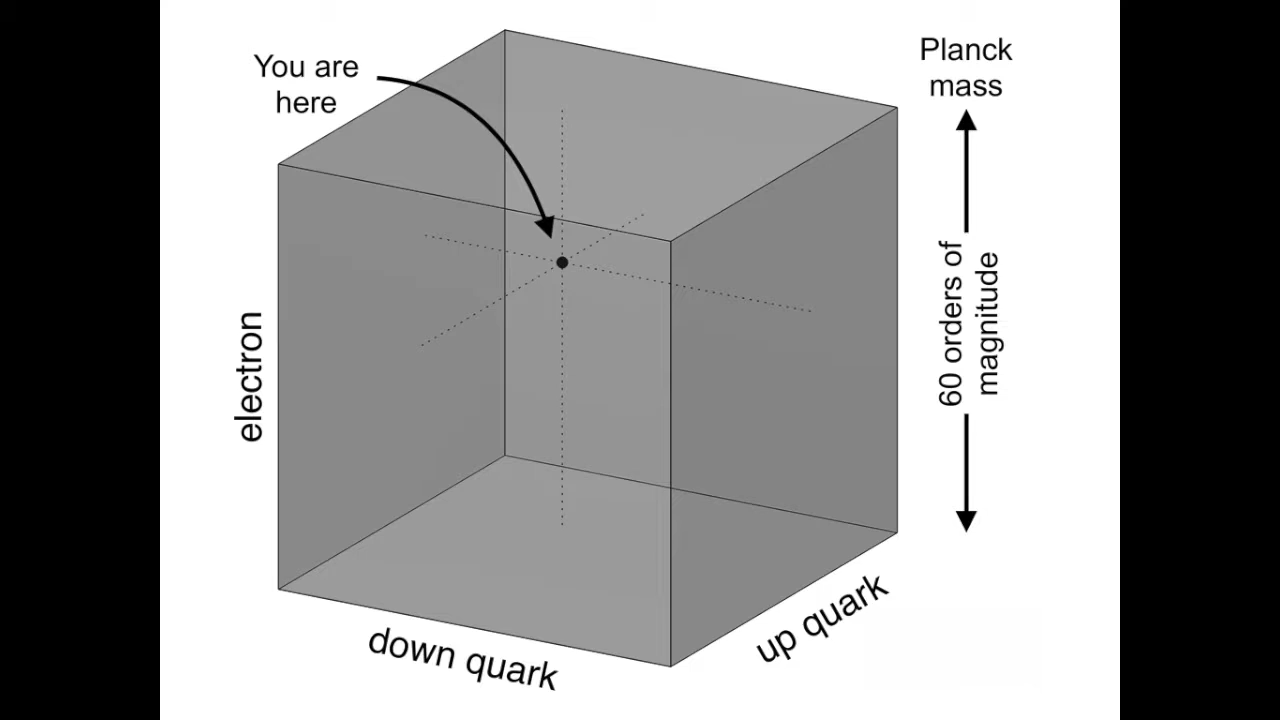 You are
here
Planck
mass
60 orders of
magnitude
electron
down quark
up quark